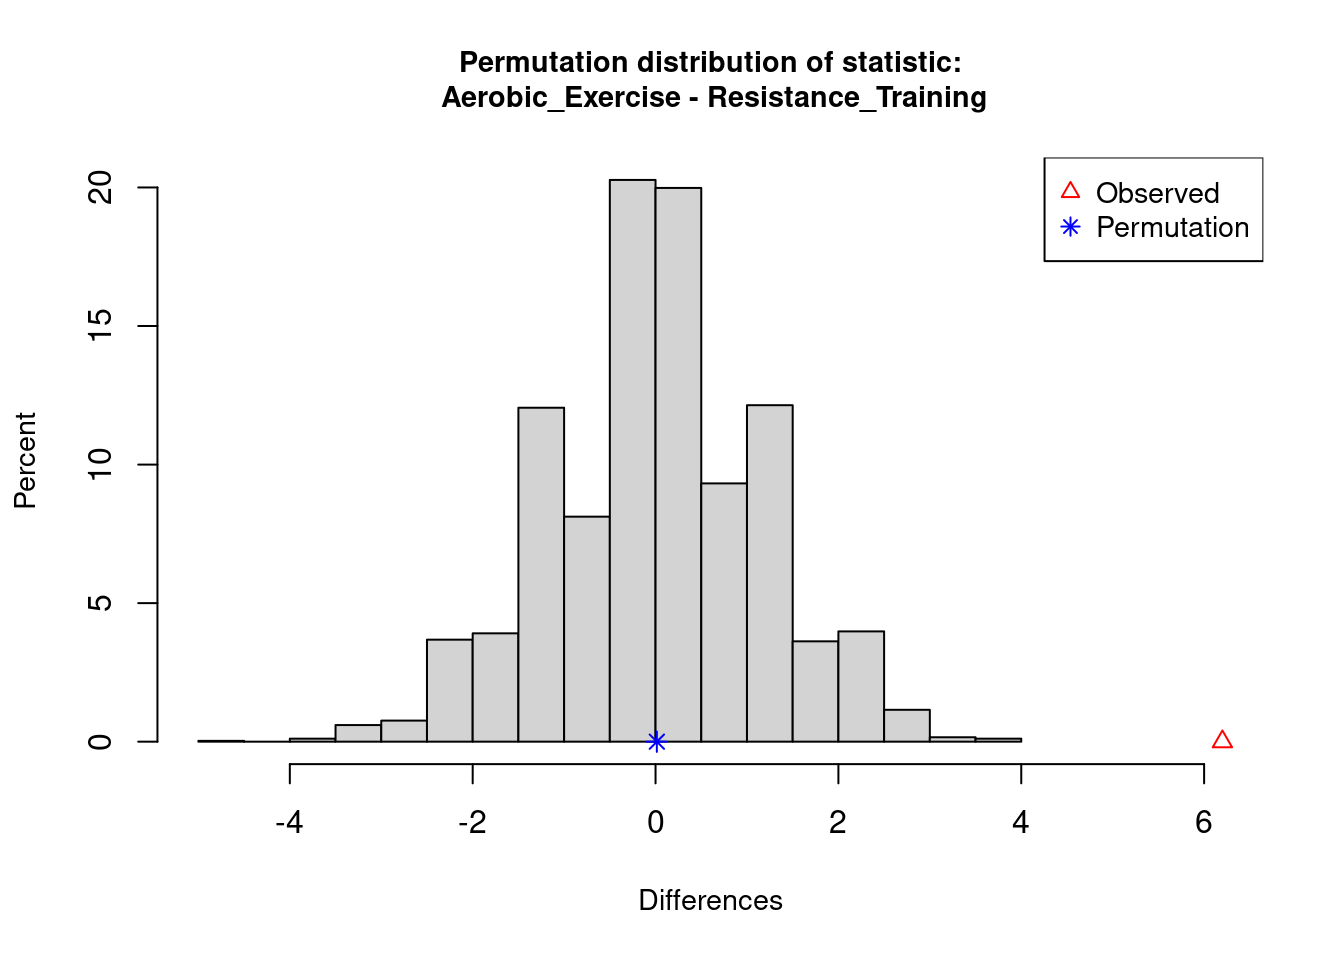 Permutation distribution of statistic:
Aerobic_Exercise - Resistance_Training
Observed
Permutation
Percent
20
15
10
5
0
-4 -2 0 2 4 6
Differences